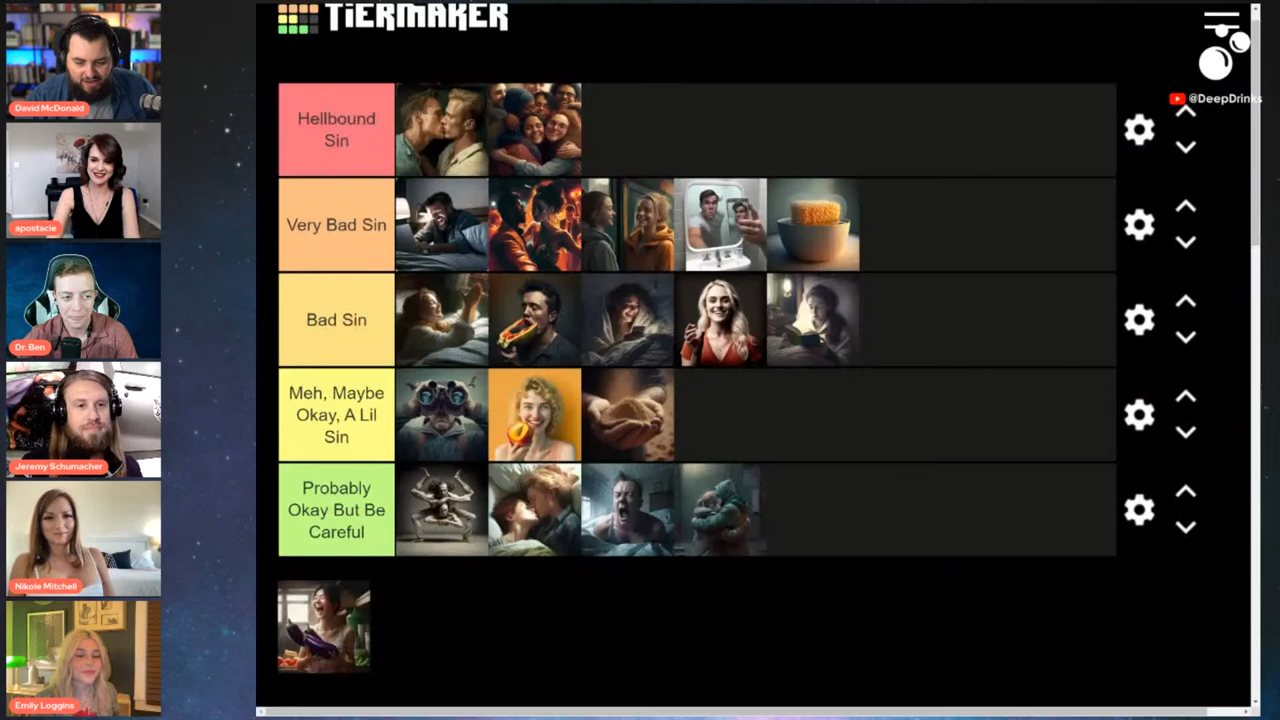 TiERMAKER
David McDonald
@DeepDrinks
Hellbound
Sin
apostacie
Very Bad Sin
Dr. Ben
Bad Sin
Meh, Maybe
Okay, A Lil
Sin
Jeremy Schumacher
Probably
Okay But Be
Careful
Nikole Mitchell
Emily Loggins